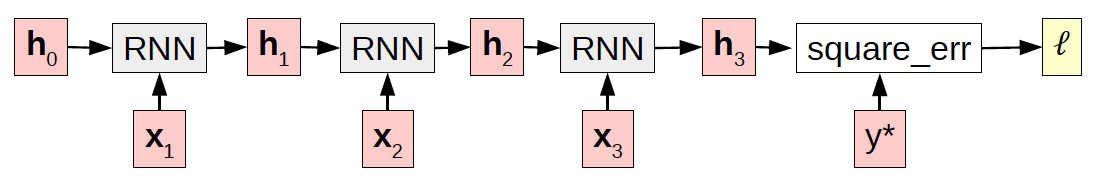 h₀ RNN h₁ RNN h₂ RNN h₃ square_err ℓ
x₁ x₂ x₃ y*